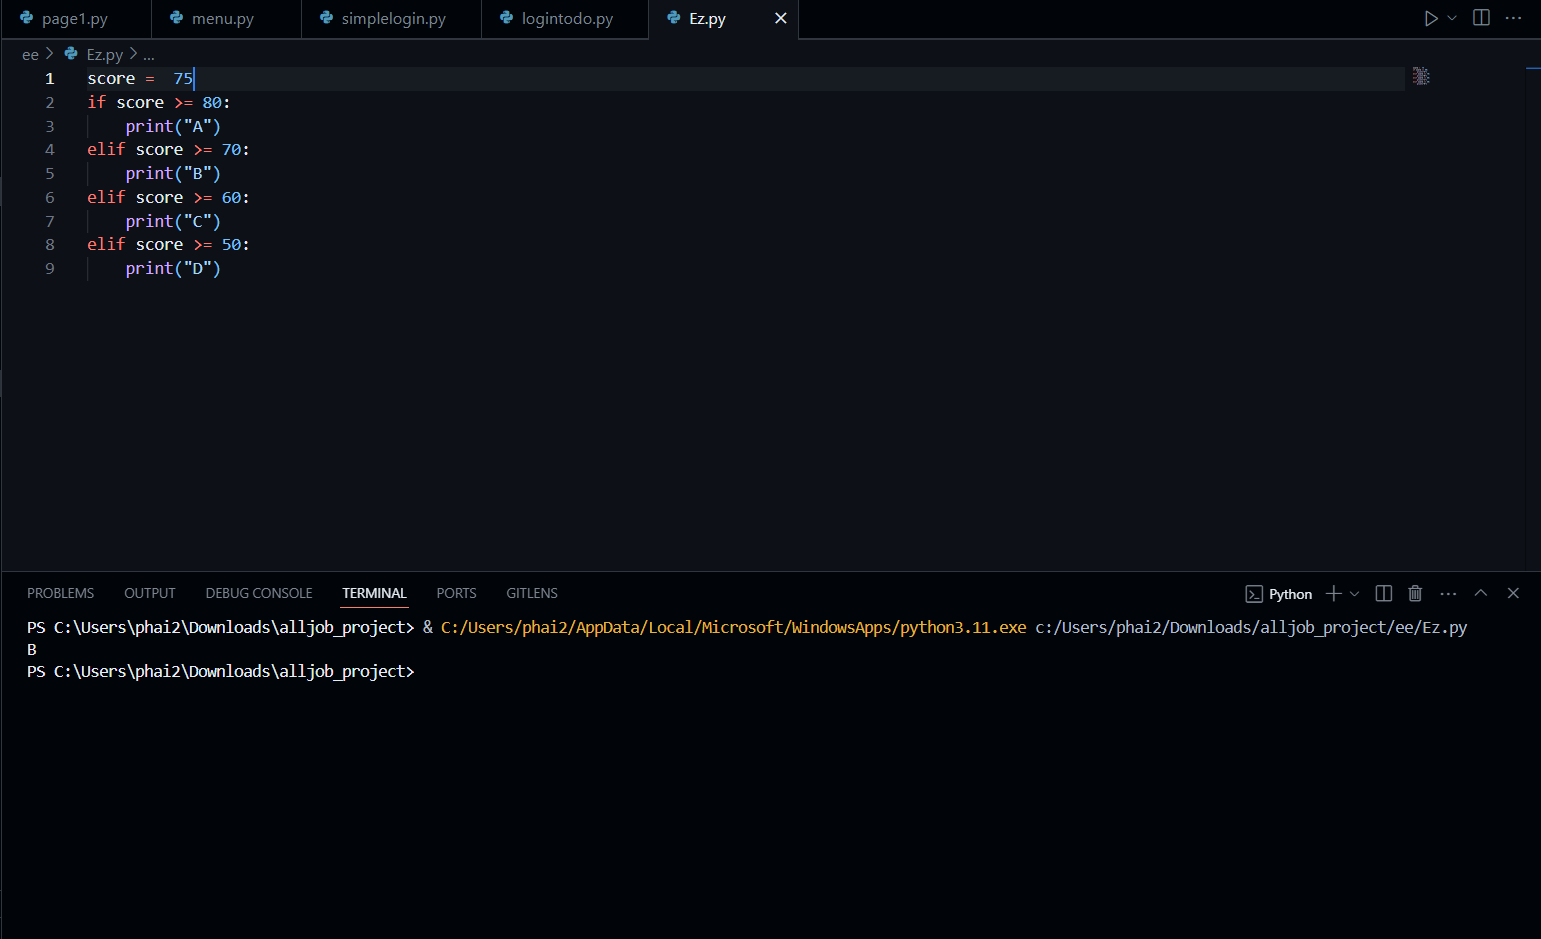 page1.py menu.py simplelogin.py logintodo.py Ez.py
ee > Ez.py > ...
1 score =  75
2 if score >= 80:
3     print("A")
4 elif score >= 70:
5     print("B")
6 elif score >= 60:
7     print("C")
8 elif score >= 50:
9     print("D")
PROBLEMS OUTPUT DEBUG CONSOLE TERMINAL PORTS GITLENS Python
PS C:\Users\phai2\Downloads\alljob_project> & C:/Users/phai2/AppData/Local/Microsoft/WindowsApps/python3.11.exe c:/Users/phai2/Downloads/alljob_project/ee/Ez.py
B
PS C:\Users\phai2\Downloads\alljob_project>